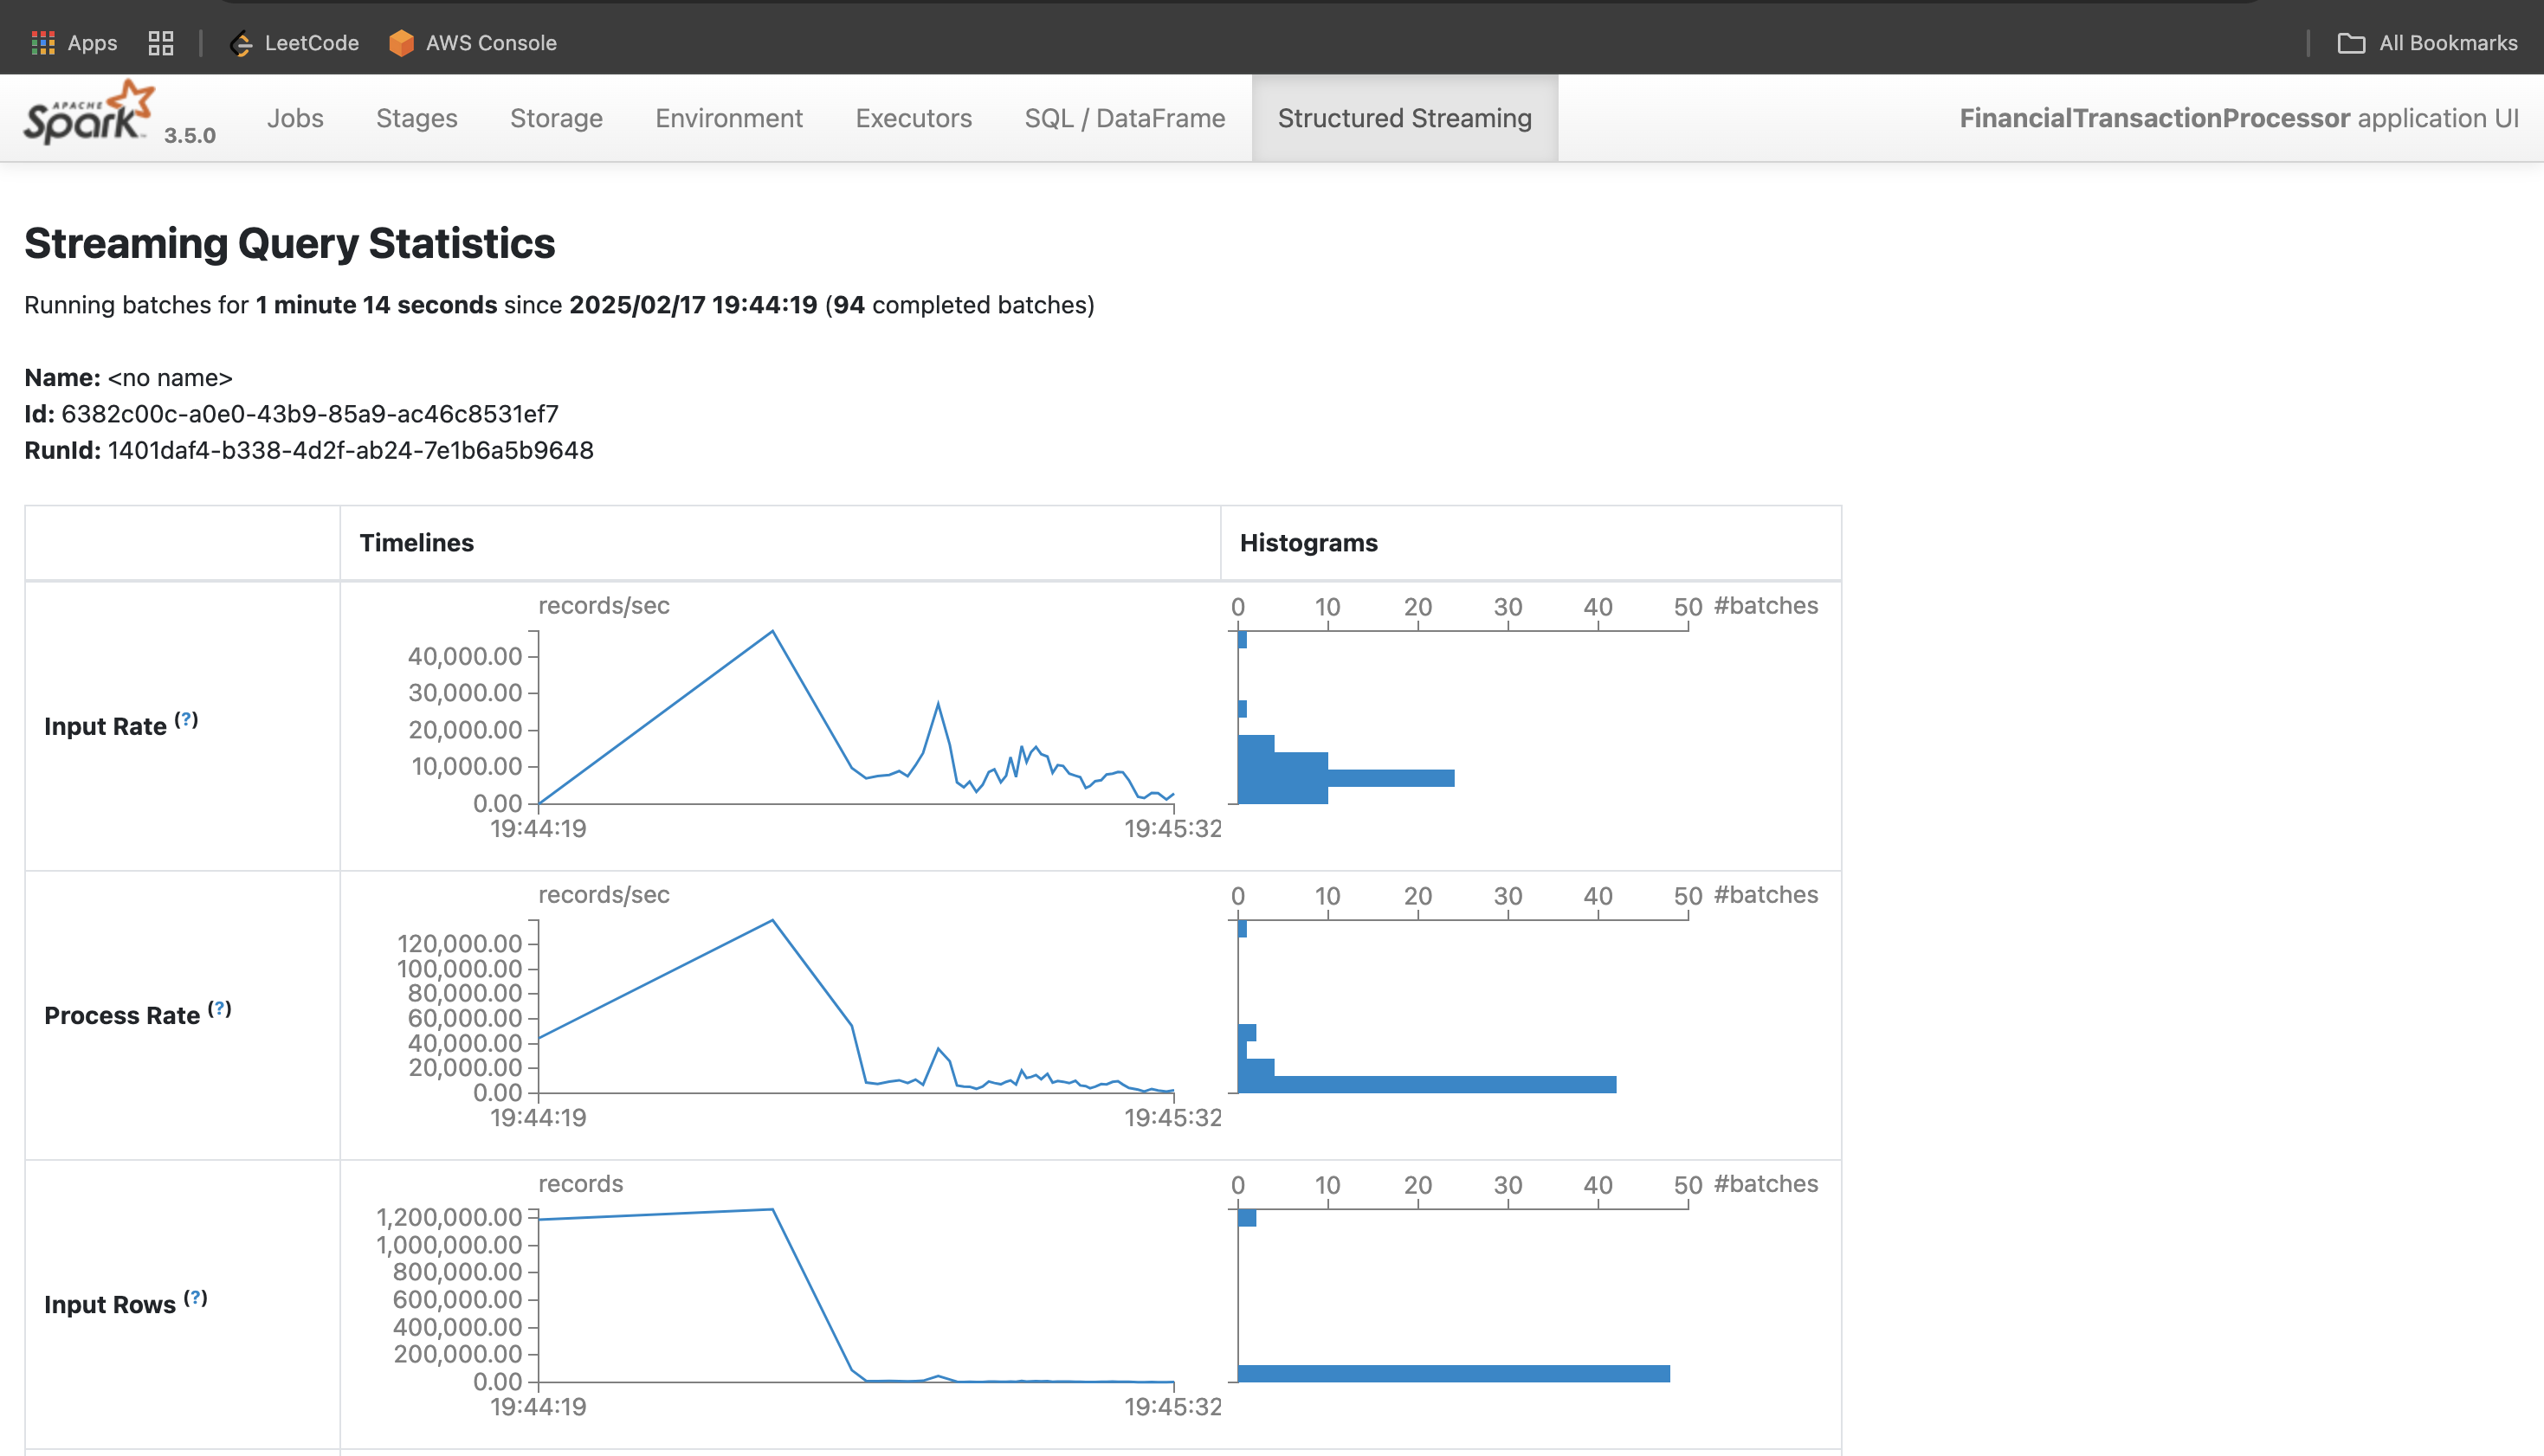 Apps LeetCode AWS Console All Bookmarks
APACHE Spark 3.5.0 Jobs Stages Storage Environment Executors SQL / DataFrame Structured Streaming FinancialTransactionProcessor application UI
Streaming Query Statistics
Running batches for 1 minute 14 seconds since 2025/02/17 19:44:19 (94 completed batches)
Name: <no name>
Id: 6382c00c-a0e0-43b9-85a9-ac46c8531ef7
RunId: 1401daf4-b338-4d2f-ab24-7e1b6a5b9648
Timelines Histograms
Input Rate (?)
records/sec
40,000.00
30,000.00
20,000.00
10,000.00
0.00
19:44:19 19:45:32
0 10 20 30 40 50 #batches
Process Rate (?)
records/sec
120,000.00
100,000.00
80,000.00
60,000.00
40,000.00
20,000.00
0.00
19:44:19 19:45:32
0 10 20 30 40 50 #batches
Input Rows (?)
records
1,200,000.00
1,000,000.00
800,000.00
600,000.00
400,000.00
200,000.00
0.00
19:44:19 19:45:32
0 10 20 30 40 50 #batches